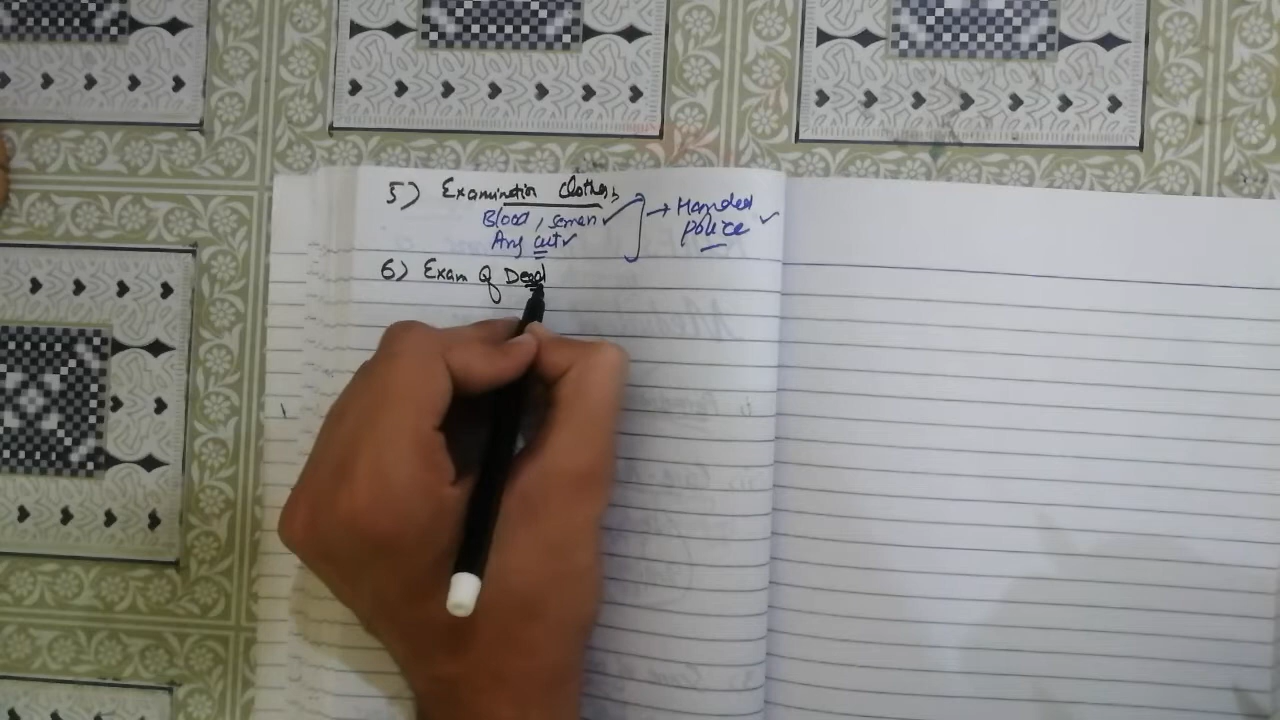 5) Examination Clothes
Blood, semen ✓ → Handed
Any cut ✓ police ✓
6) Exam of Dead